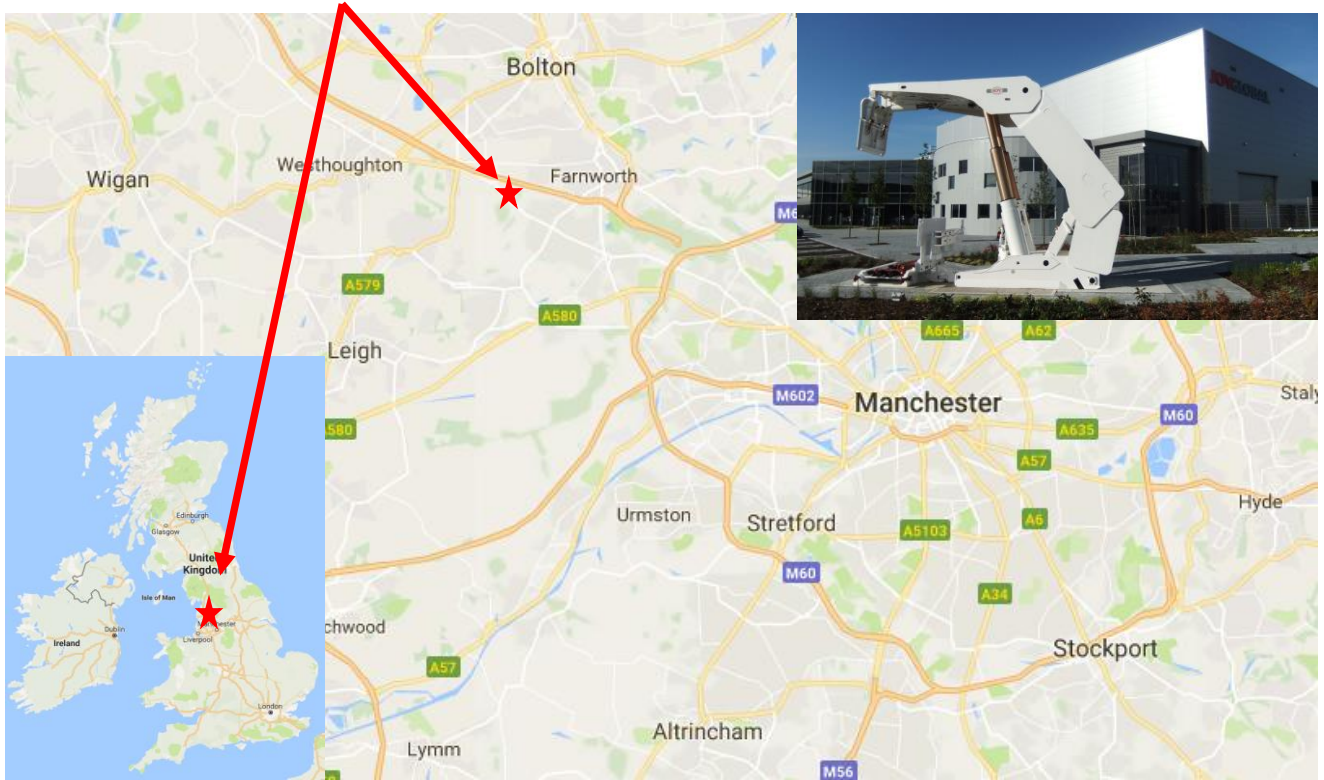 Bolton
Westhoughton
Farnworth
Wigan
A579
A580
Leigh
A580
M602
Manchester
A665
A62
M60
Staly
A635
A57
Hyde
Urmston
Stretford
A5103
A6
M60
A34
Stockport
chwood
A57
Altrincham
Lymm
M56
Edinburgh
Glasgow
United
Kingdom
Isle of Man
Dublin
Ireland
Liverpool
London